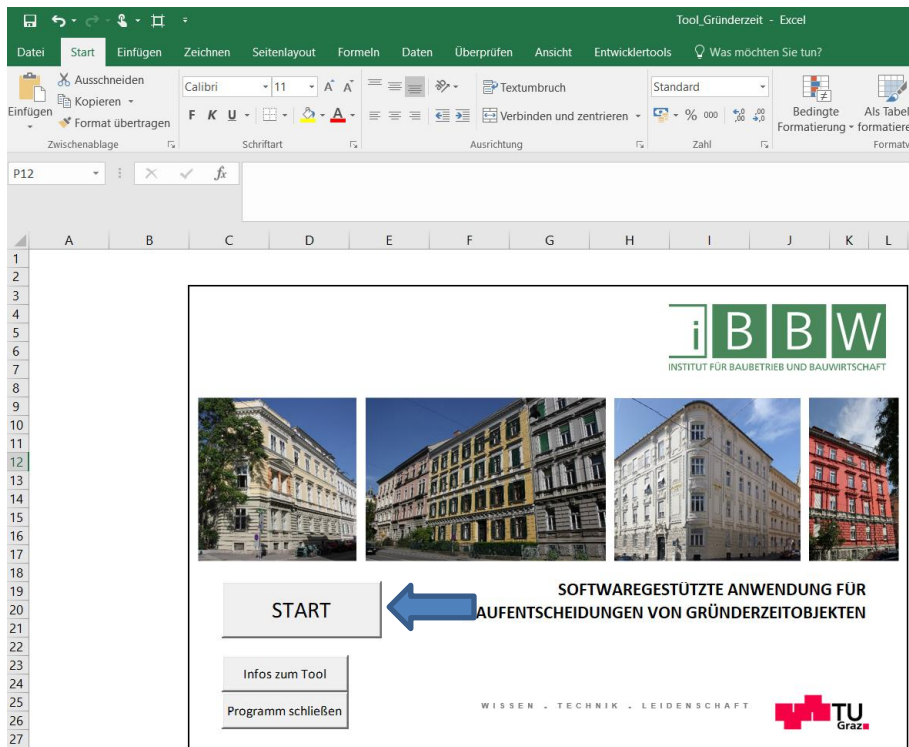 Tool_Gründerzeit - Excel
Datei Start Einfügen Zeichnen Seitenlayout Formeln Daten Überprüfen Ansicht Entwicklertools Was möchten Sie tun?
Einfügen
Ausschneiden
Kopieren
Format übertragen
Zwischenablage
Calibri 11 A A
F K U A
Schriftart
Textumbruch
Verbinden und zentrieren
Ausrichtung
Standard
% 000 ,00 ,0
Zahl
Bedingte
Formatierung
Als Tabel
formatiere
Formatv
P12 fx
A B C D E F G H I J K L
1
2
3
4
5
6
7
8
9
10
11
12
13
14
15
16
17
18
19
20
21
22
23
24
25
26
27
iBBW
INSTITUT FÜR BAUBETRIEB UND BAUWIRTSCHAFT
START
SOFTWAREGESTÜTZTE ANWENDUNG FÜR
AUFENTSCHEIDUNGEN VON GRÜNDERZEITOBJEKTEN
Infos zum Tool
Programm schließen
WISSEN . TECHNIK . LEIDENSCHAFT
TU
Graz